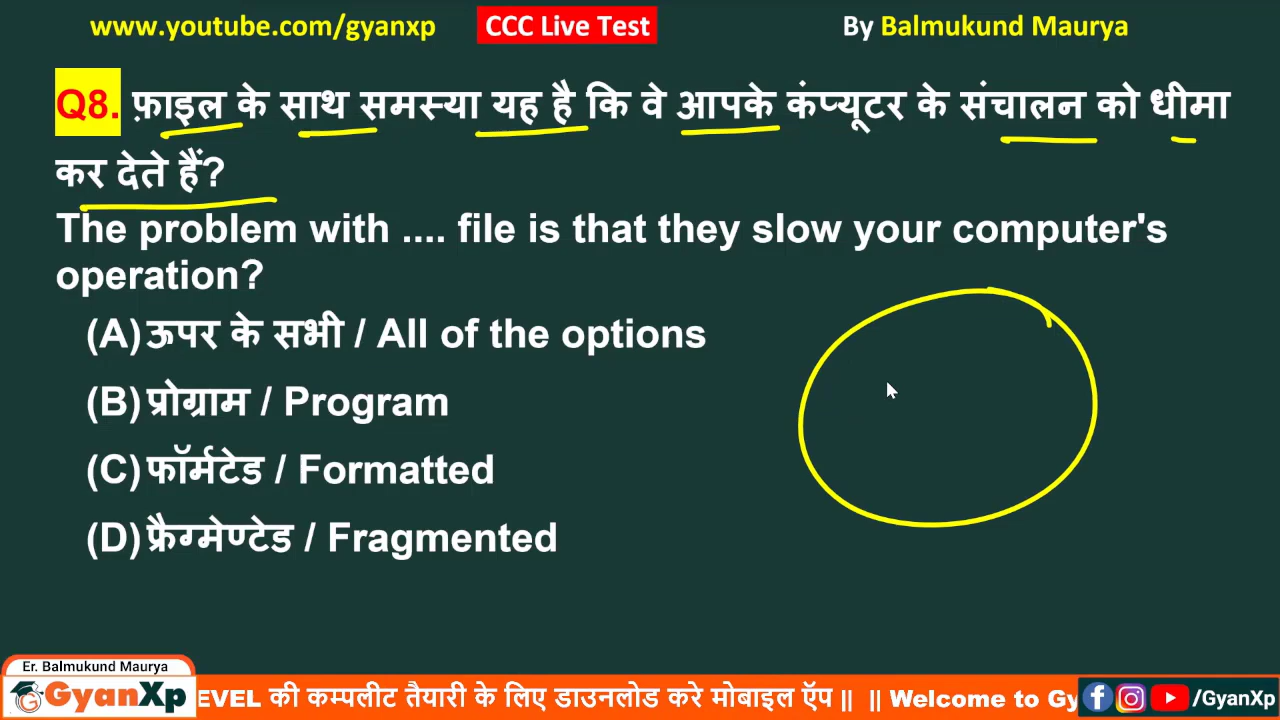 www.youtube.com/gyanxp CCC Live Test By Balmukund Maurya
Q8. फ़ाइल के साथ समस्या यह है कि वे आपके कंप्यूटर के संचालन को धीमा
कर देते हैं?
The problem with .... file is that they slow your computer's
operation?
(A) ऊपर के सभी / All of the options
(B) प्रोग्राम / Program
(C) फॉर्मटेड / Formatted
(D) फ्रैग्मेण्टेड / Fragmented
Er. Balmukund Maurya
GyanXp EVEL की कम्पलीट तैयारी के लिए डाउनलोड करे मोबाइल ऍप || || Welcome to Gy /GyanXp